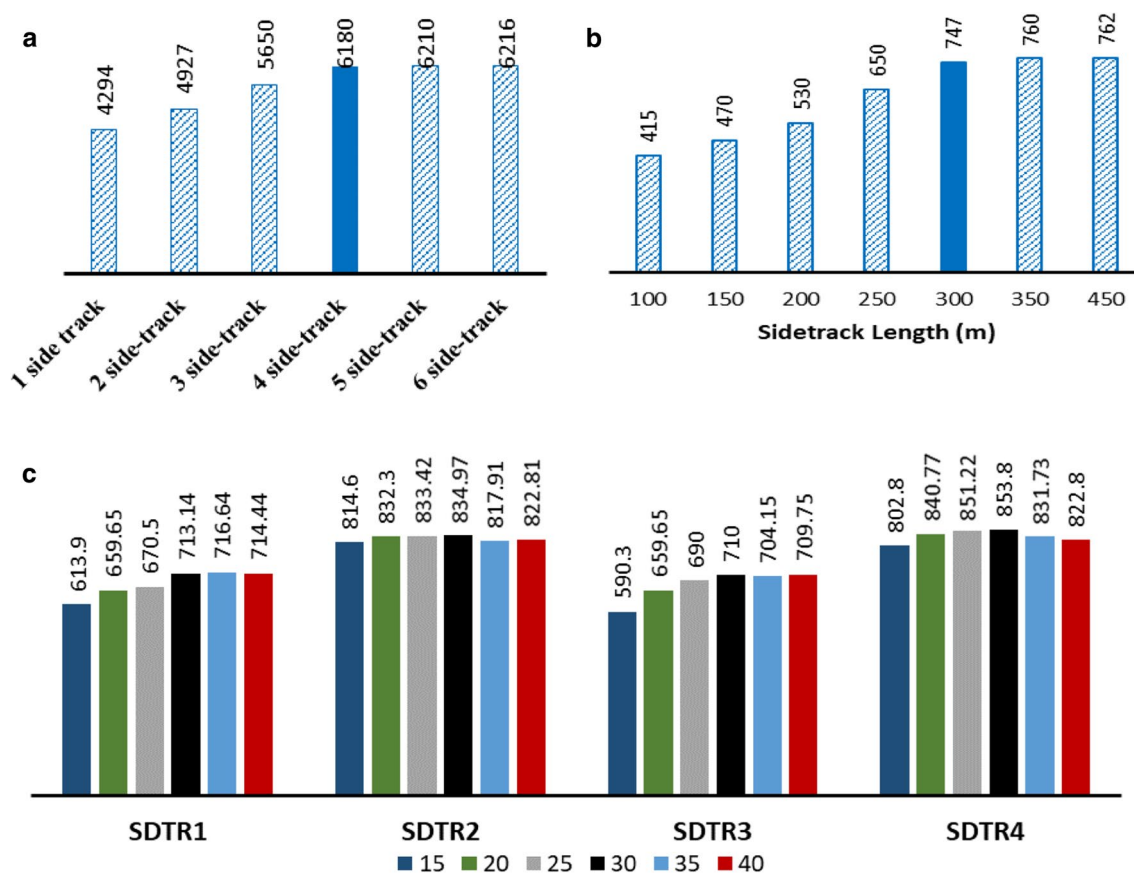 a
4294
4927
5650
6180
6210
6216
1 side track
2 side-track
3 side-track
4 side-track
5 side-track
6 side-track
b
415
470
530
650
747
760
762
100 150 200 250 300 350 450
Sidetrack Length (m)
c
613.9
659.65
670.5
713.14
716.64
714.44
814.6
832.3
833.42
834.97
817.91
822.81
590.3
659.65
690
710
704.15
709.75
802.8
840.77
851.22
853.8
831.73
822.8
SDTR1 SDTR2 SDTR3 SDTR4
15 20 25 30 35 40